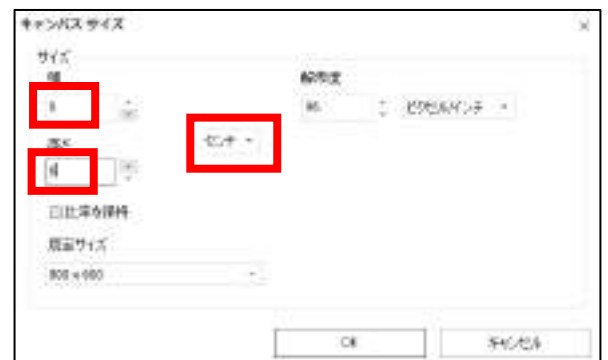 キャンバス サイズ
サイズ
幅
解像度
ピクセル/インチ
高さ
センチ
比率を保持
既定サイズ
800 x 600
OK
キャンセル